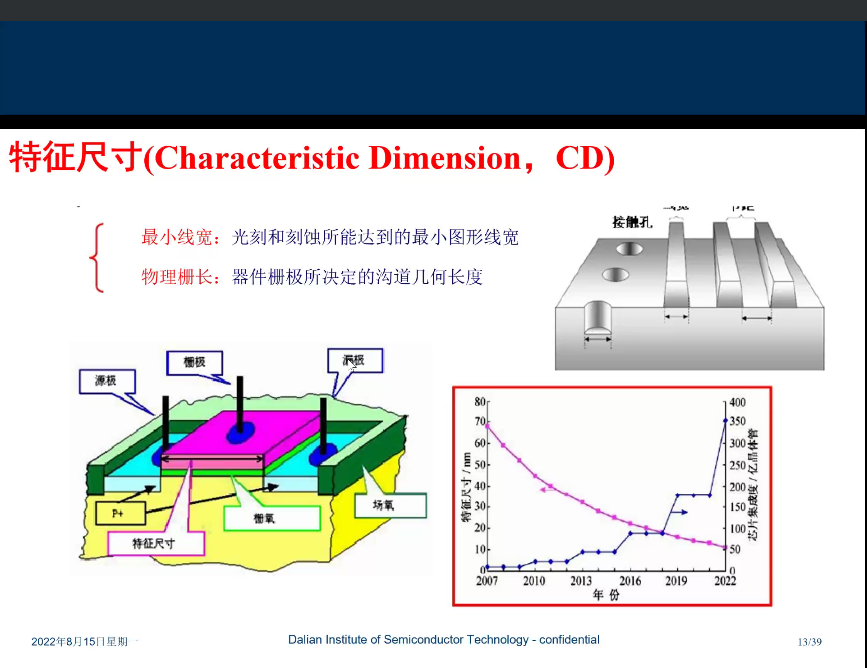 特征尺寸(Characteristic Dimension，CD)
最小线宽：光刻和刻蚀所能达到的最小图形线宽
物理栅长：器件栅极所决定的沟道几何长度
接触孔
源极
栅极
漏极
P+
栅氧
场氧
特征尺寸
特征尺寸 / nm
80
70
60
50
40
30
20
10
0
400
350
300
250
200
150
100
50
0
芯片集成度 / 亿晶体管
2007 2010 2013 2016 2019 2022
年 份
2022年8月15日星期一
Dalian Institute of Semiconductor Technology - confidential
13/39